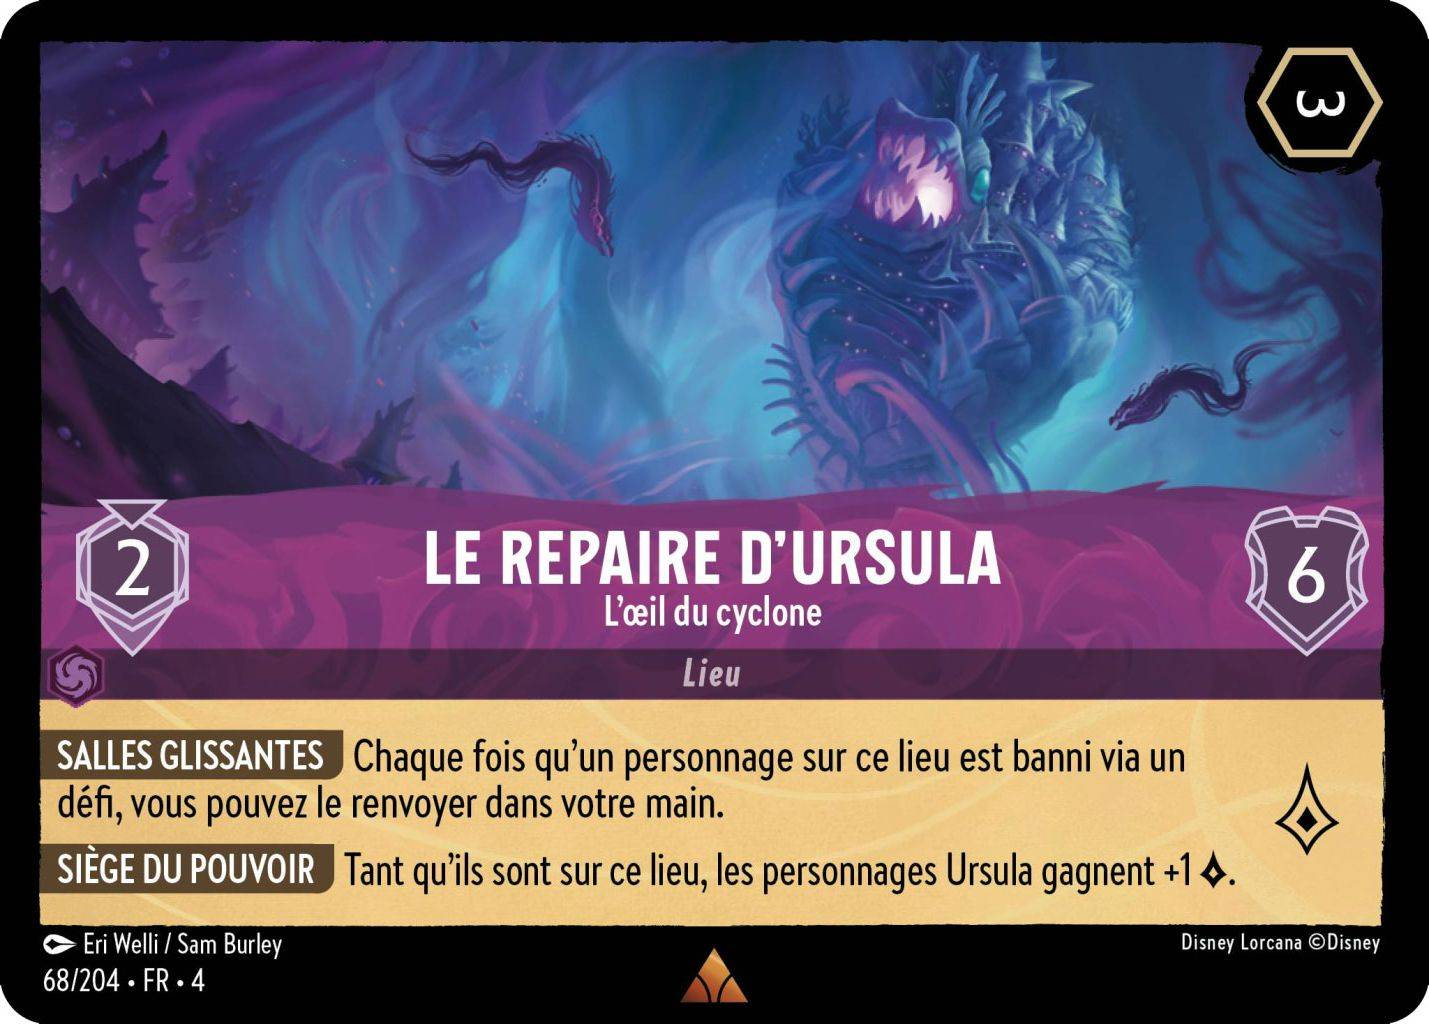 3
2
LE REPAIRE D’URSULA
6
L’œil du cyclone
Lieu
SALLES GLISSANTES Chaque fois qu’un personnage sur ce lieu est banni via un
défi, vous pouvez le renvoyer dans votre main.
SIÈGE DU POUVOIR Tant qu’ils sont sur ce lieu, les personnages Ursula gagnent +1 .
Eri Welli / Sam Burley
Disney Lorcana ©Disney
68/204 • FR • 4